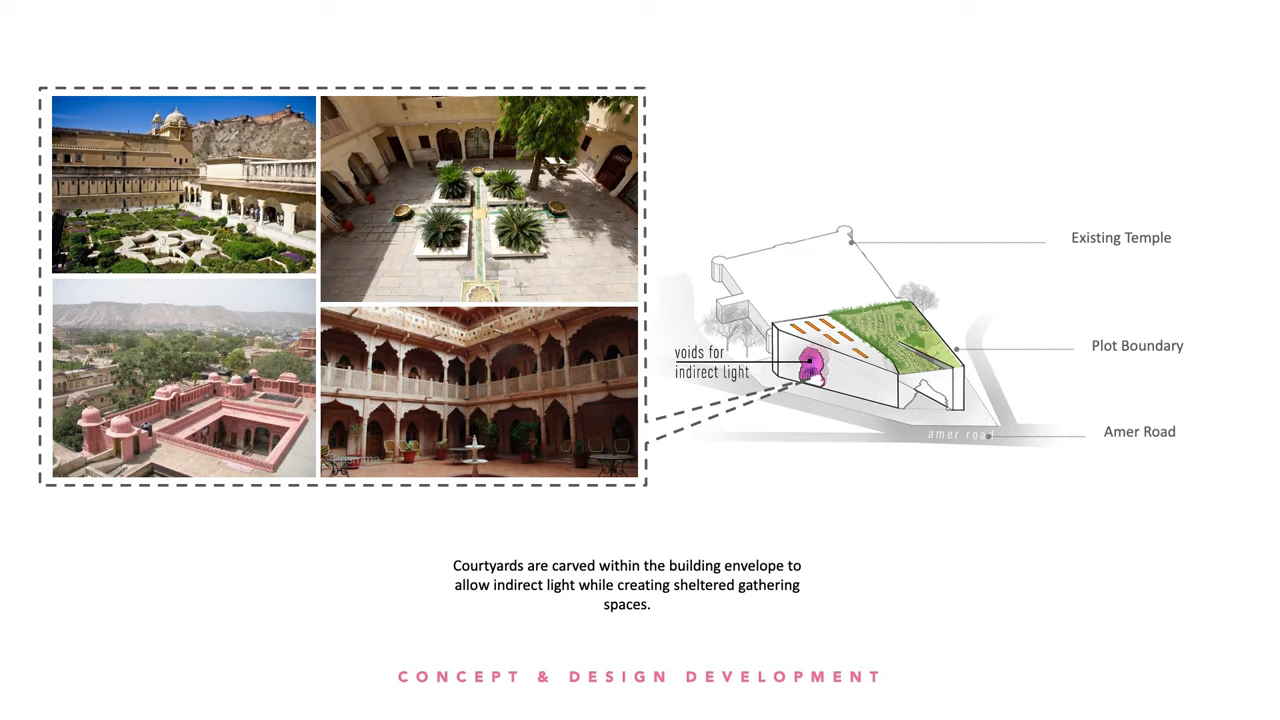 Existing Temple
voids for
indirect light
Plot Boundary
Amer Road
amer road
Courtyards are carved within the building envelope to
allow indirect light while creating sheltered gathering
spaces.
CONCEPT & DESIGN DEVELOPMENT